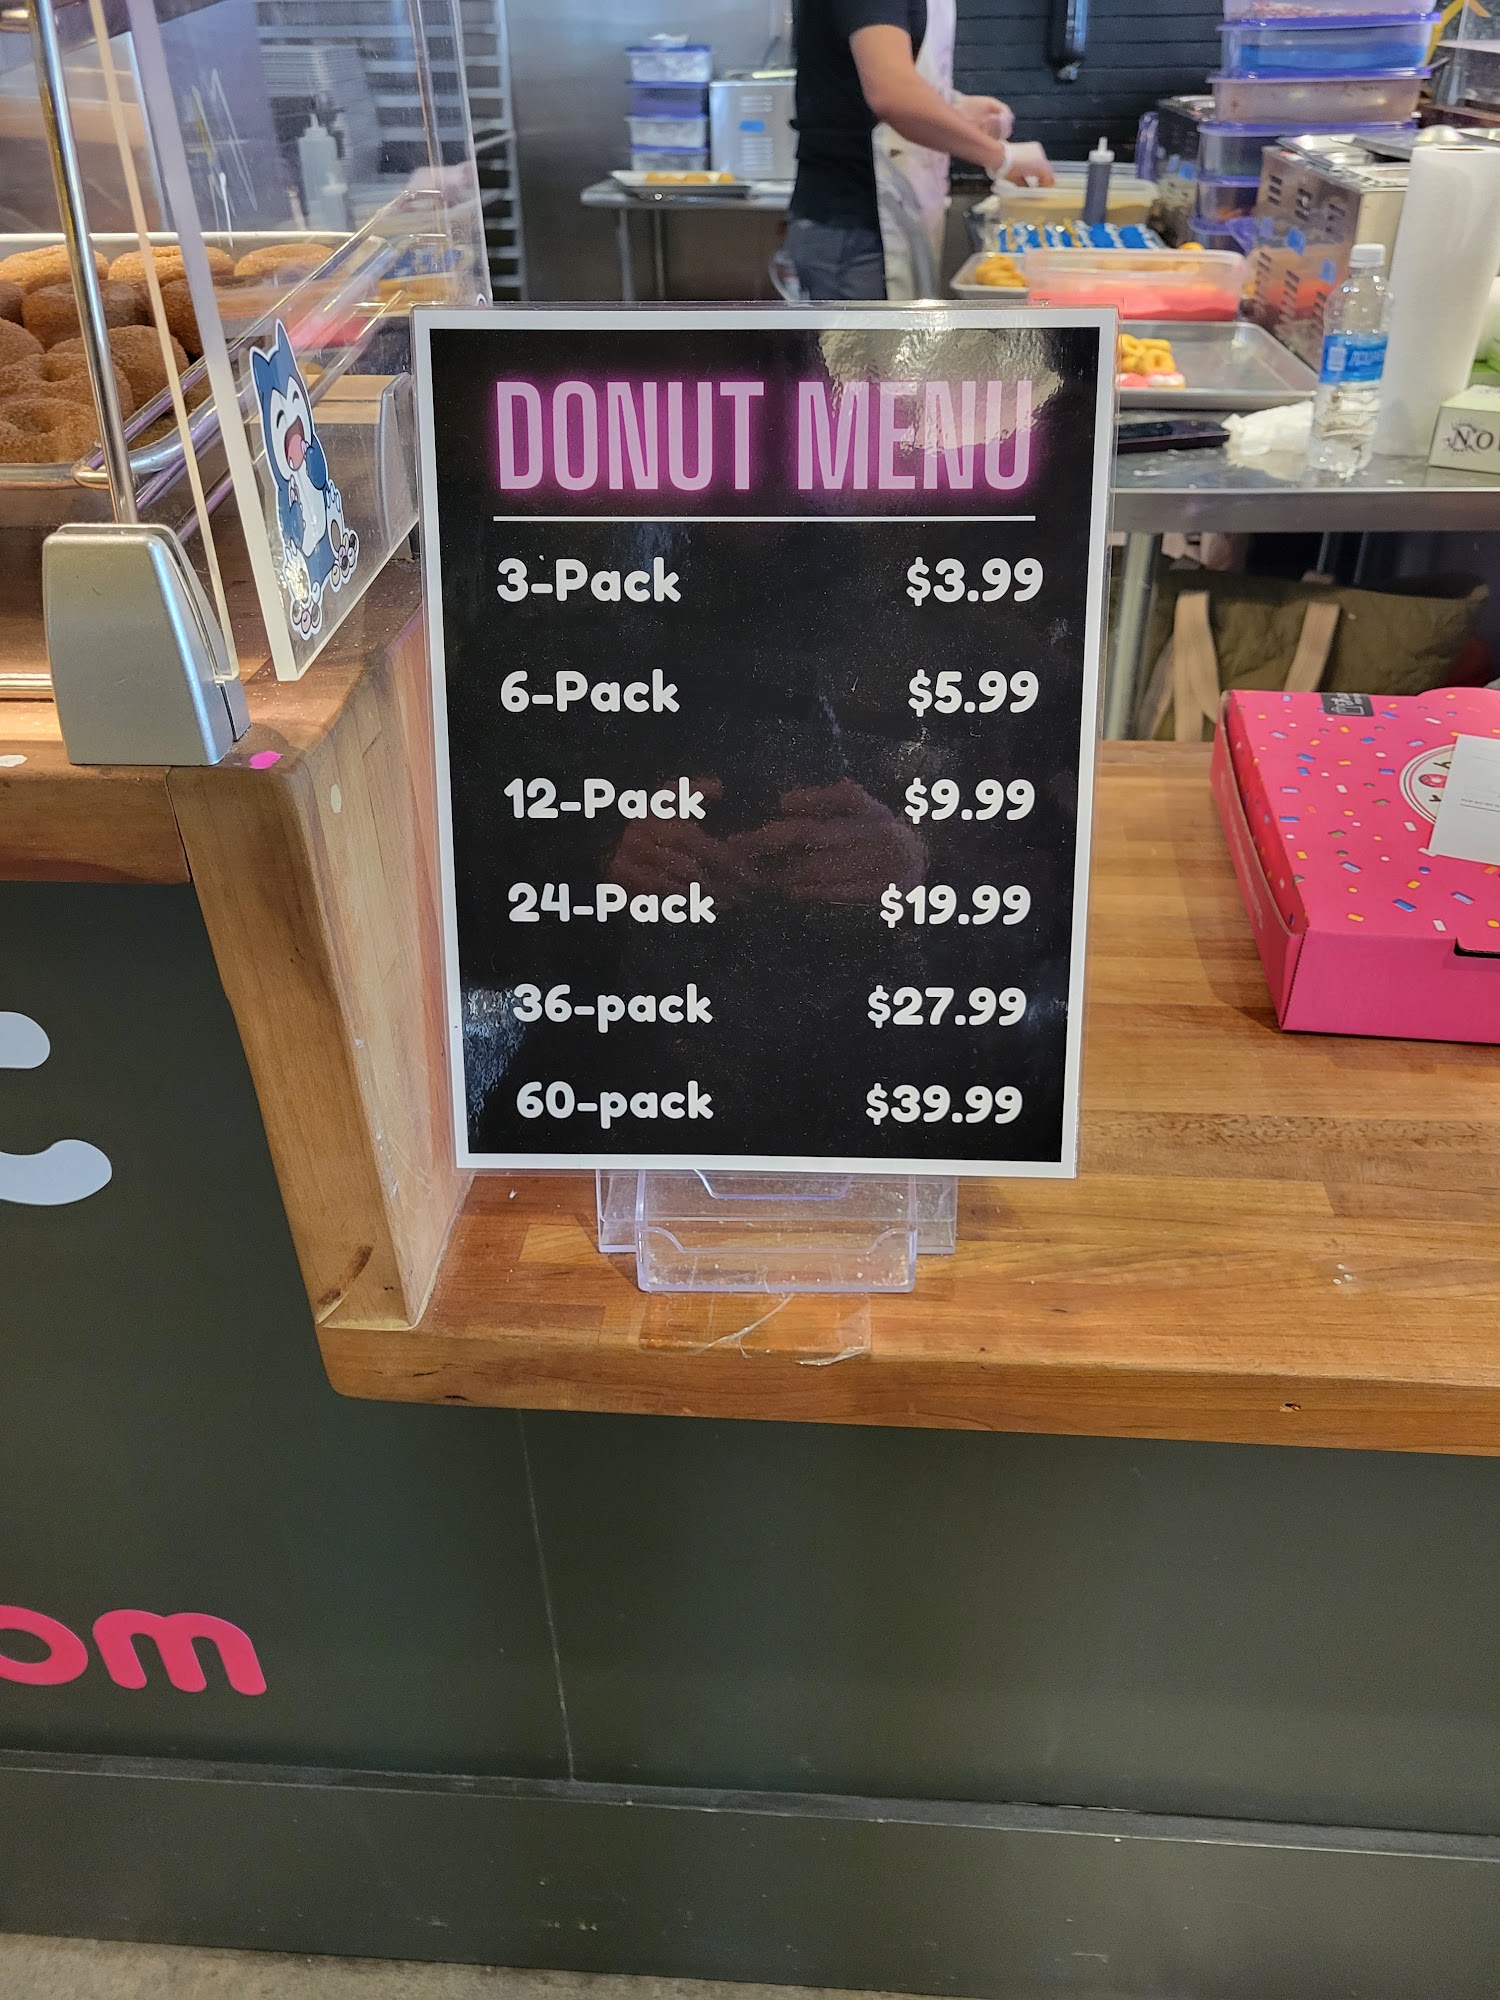 DONUT MENU
3-Pack $3.99
6-Pack $5.99
12-Pack $9.99
24-Pack $19.99
36-pack $27.99
60-pack $39.99
om